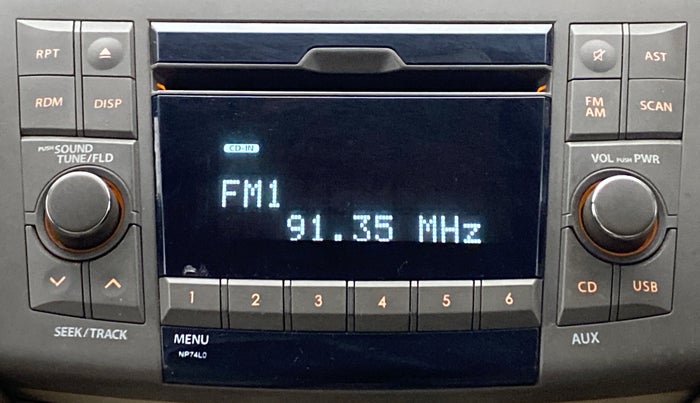 RPT
AST
RDM
DISP
FM
AM
SCAN
PUSH SOUND
TUNE/FLD
CD-IN
FM1
91.35 MHz
VOL PUSH PWR
1
2
3
4
5
6
CD
USB
SEEK/TRACK
MENU
NP74L0
AUX